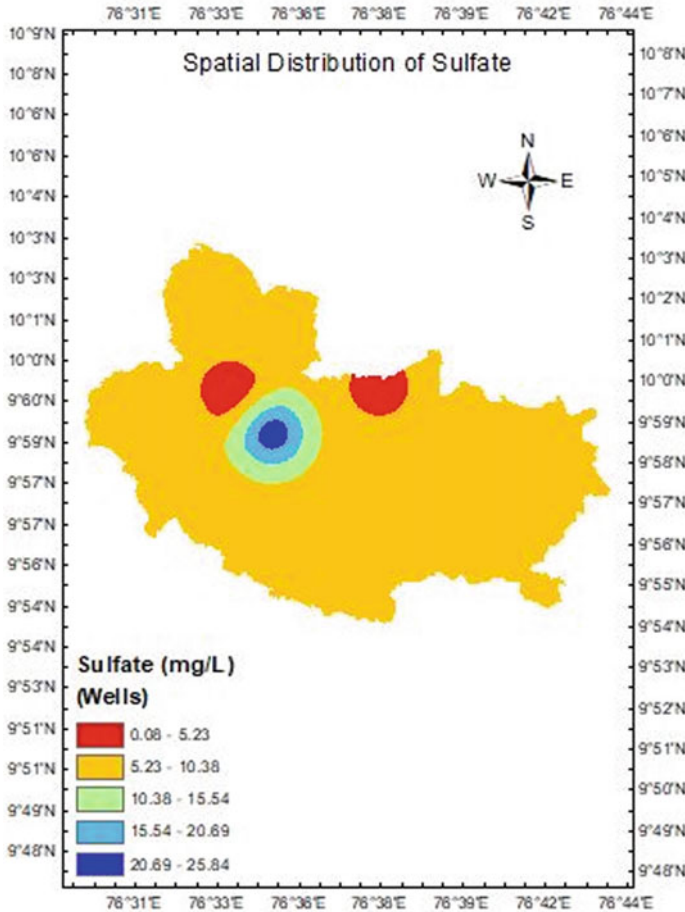 76°31'E 76°33'E 76°36'E 76°38'E 76°39'E 76°42'E 76°44'E
10°9'N
10°8'N
10°8'N
10°7'N
10°6'N
10°6'N
10°6'N
10°5'N
10°4'N
10°4'N
10°3'N
10°3'N
10°3'N
10°2'N
10°1'N
10°1'N
10°0'N
10°0'N
9°60'N
9°59'N
9°59'N
9°58'N
9°57'N
9°57'N
9°57'N
9°56'N
9°56'N
9°55'N
9°54'N
9°54'N
9°54'N
9°53'N
9°53'N
9°52'N
9°51'N
9°51'N
9°51'N
9°50'N
9°49'N
9°49'N
9°48'N
9°48'N
Spatial Distribution of Sulfate
N
W E
S
Sulfate (mg/L)
(Wells)
0.08 - 5.23
5.23 - 10.38
10.38 - 15.54
15.54 - 20.69
20.69 - 25.84
76°31'E 76°33'E 76°36'E 76°38'E 76°39'E 76°42'E 76°44'E